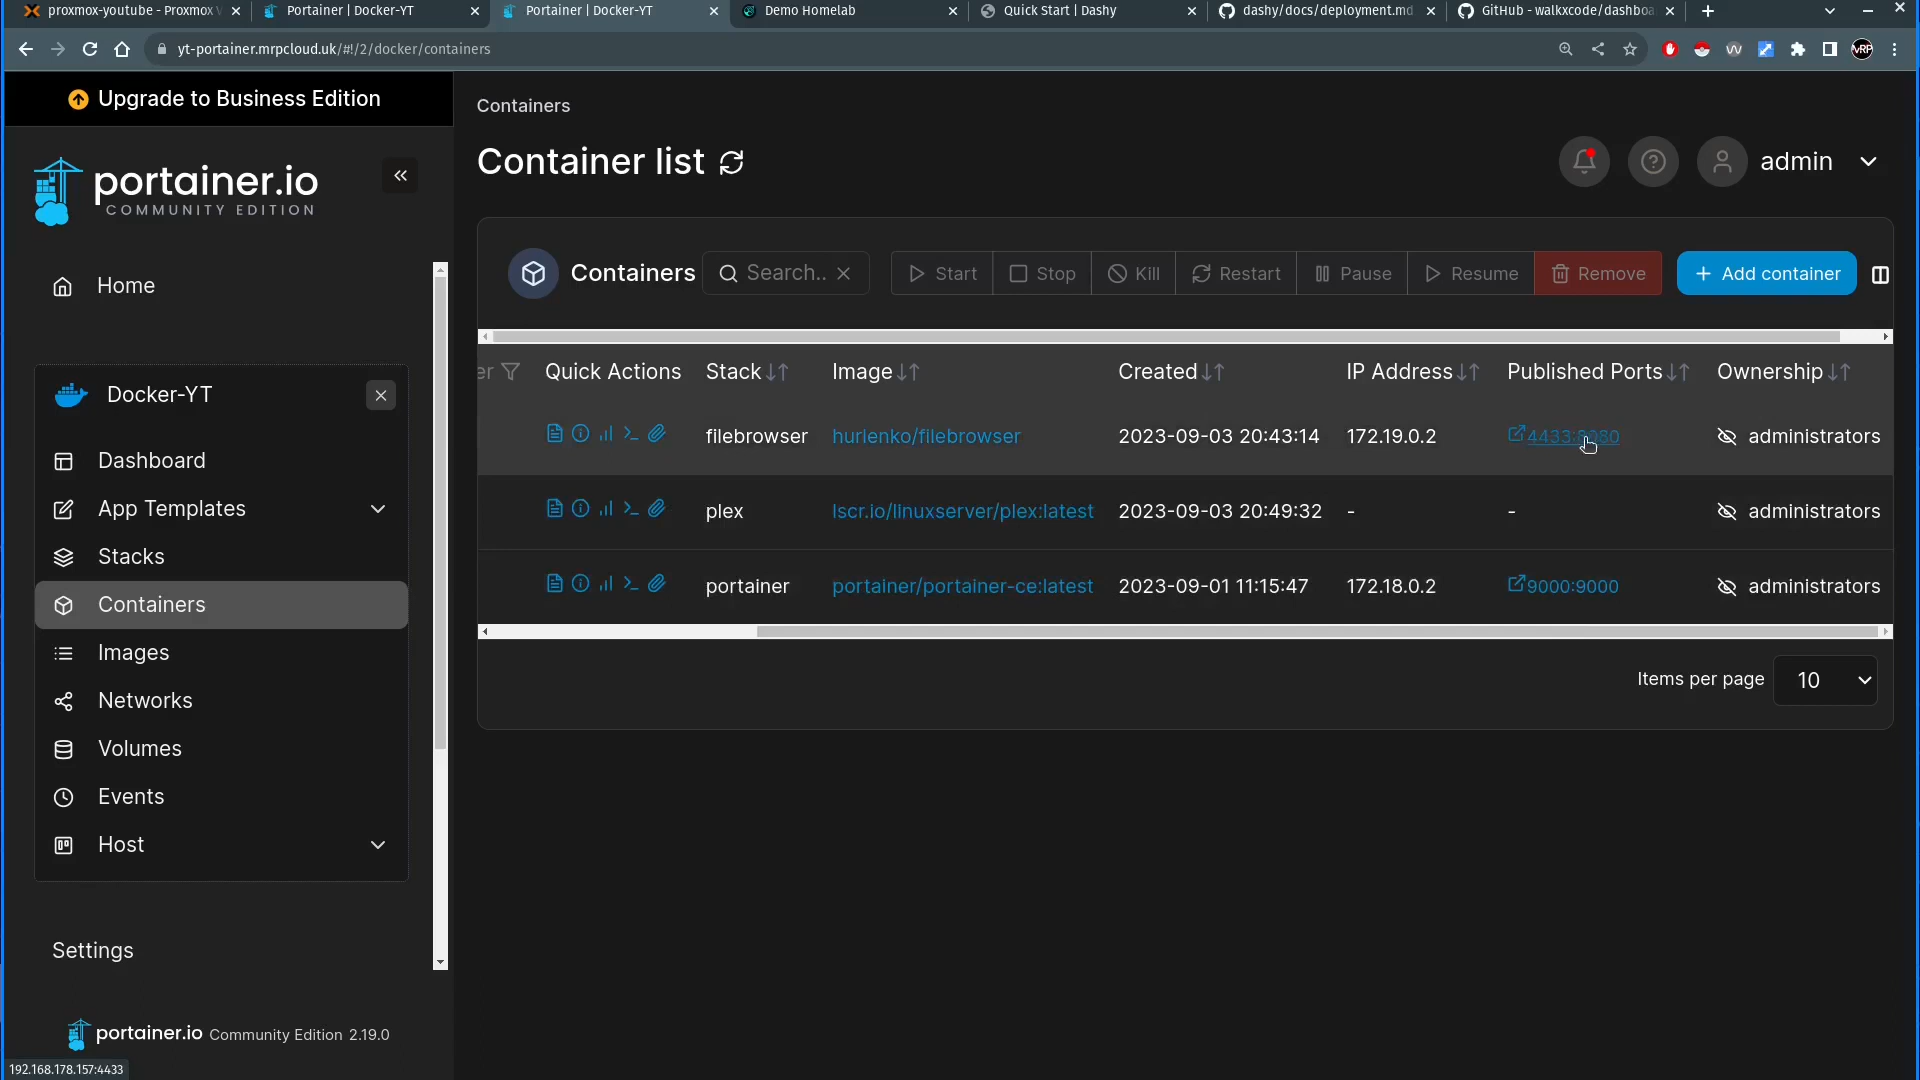 proxmox-youtube - Proxmox V
Portainer | Docker-YT
Portainer | Docker-YT
Demo Homelab
Quick Start | Dashy
dashy/docs/deployment.md
GitHub - walkxcode/dashboa
yt-portainer.mrpcloud.uk/#!/2/docker/containers
Upgrade to Business Edition
portainer.io
COMMUNITY EDITION
Home
Docker-YT
Dashboard
App Templates
Stacks
Containers
Images
Networks
Volumes
Events
Host
Settings
portainer.io Community Edition 2.19.0
192.168.178.157:4433
Containers
Container list
admin
Containers
Search..
Start
Stop
Kill
Restart
Pause
Resume
Remove
+ Add container
er Quick Actions Stack Image Created IP Address Published Ports Ownership
filebrowser hurlenko/filebrowser 2023-09-03 20:43:14 172.19.0.2 4433:8080 administrators
plex lscr.io/linuxserver/plex:latest 2023-09-03 20:49:32 - - administrators
portainer portainer/portainer-ce:latest 2023-09-01 11:15:47 172.18.0.2 9000:9000 administrators
Items per page 10